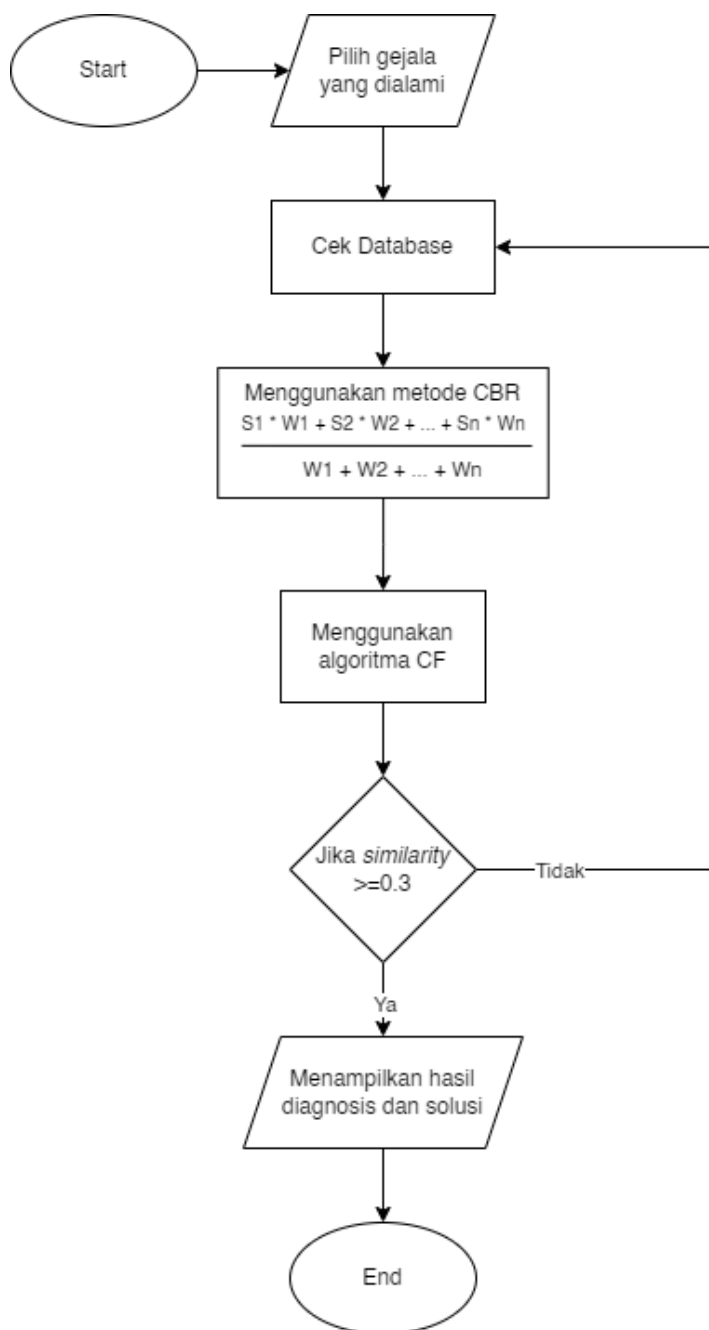 Start
Pilih gejala
yang dialami
Cek Database
Menggunakan metode CBR
S1 * W1 + S2 * W2 + ... + Sn * Wn
W1 + W2 + ... + Wn
Menggunakan
algoritma CF
Jika similarity
>=0.3
Tidak
Ya
Menampilkan hasil
diagnosis dan solusi
End